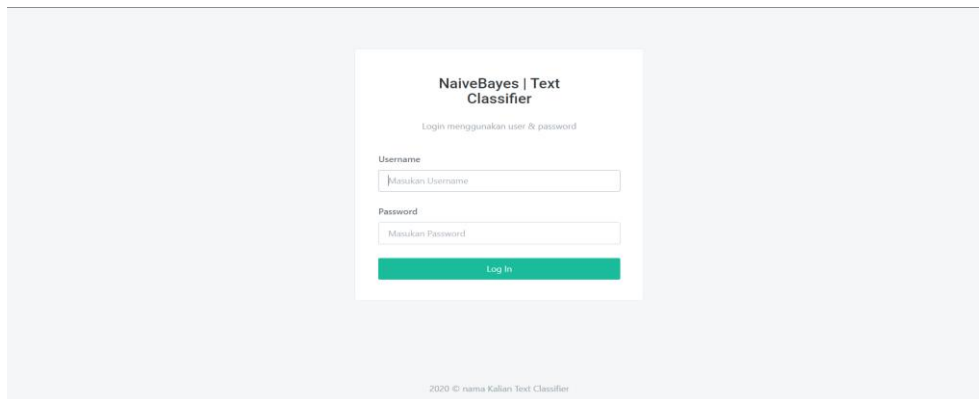 NaiveBayes | Text
Classifier
Login menggunakan user & password
Username
Masukan Username
Password
Masukan Password
Log In
2020 © nama Kalian Text Classifier